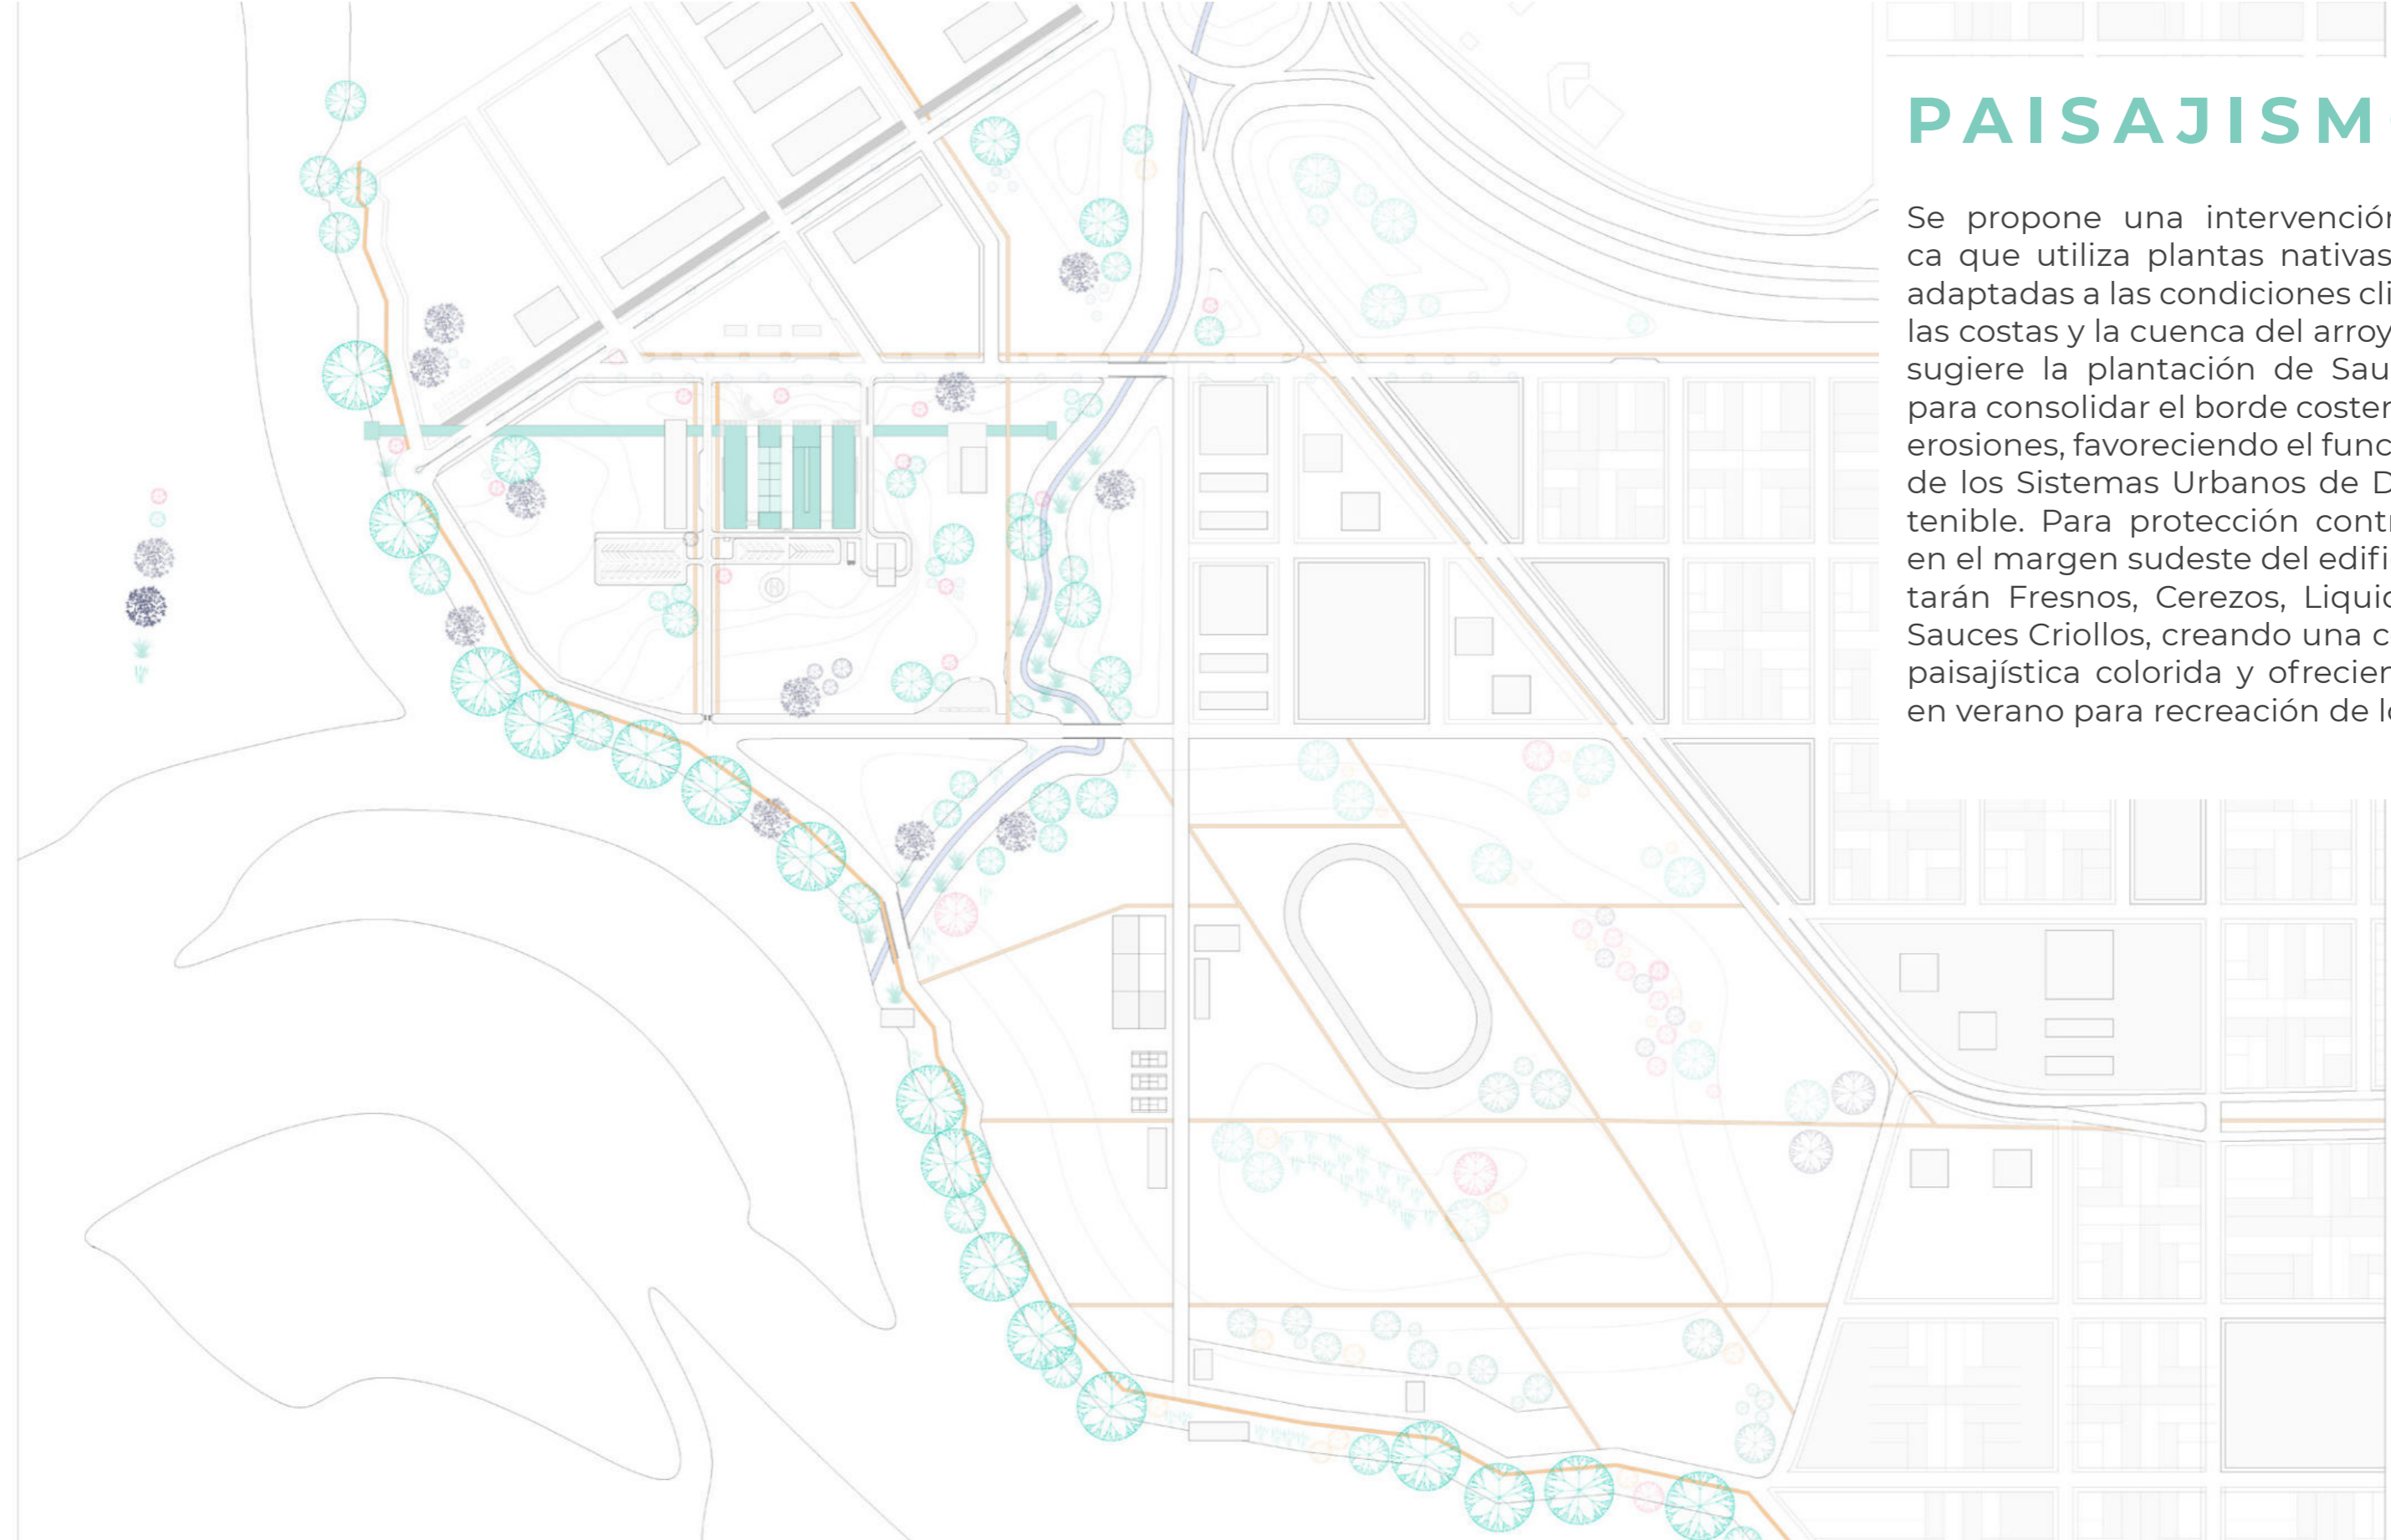 PAISAJISM
Se propone una intervención
ca que utiliza plantas nativas
adaptadas a las condiciones cli
las costas y la cuenca del arroy
sugiere la plantación de Sau
para consolidar el borde coster
erosiones, favoreciendo el func
de los Sistemas Urbanos de D
tenible. Para protección contr
en el margen sudeste del edifi
tarán Fresnos, Cerezos, Liquid
Sauces Criollos, creando una c
paisajística colorida y ofrecien
en verano para recreación de lo